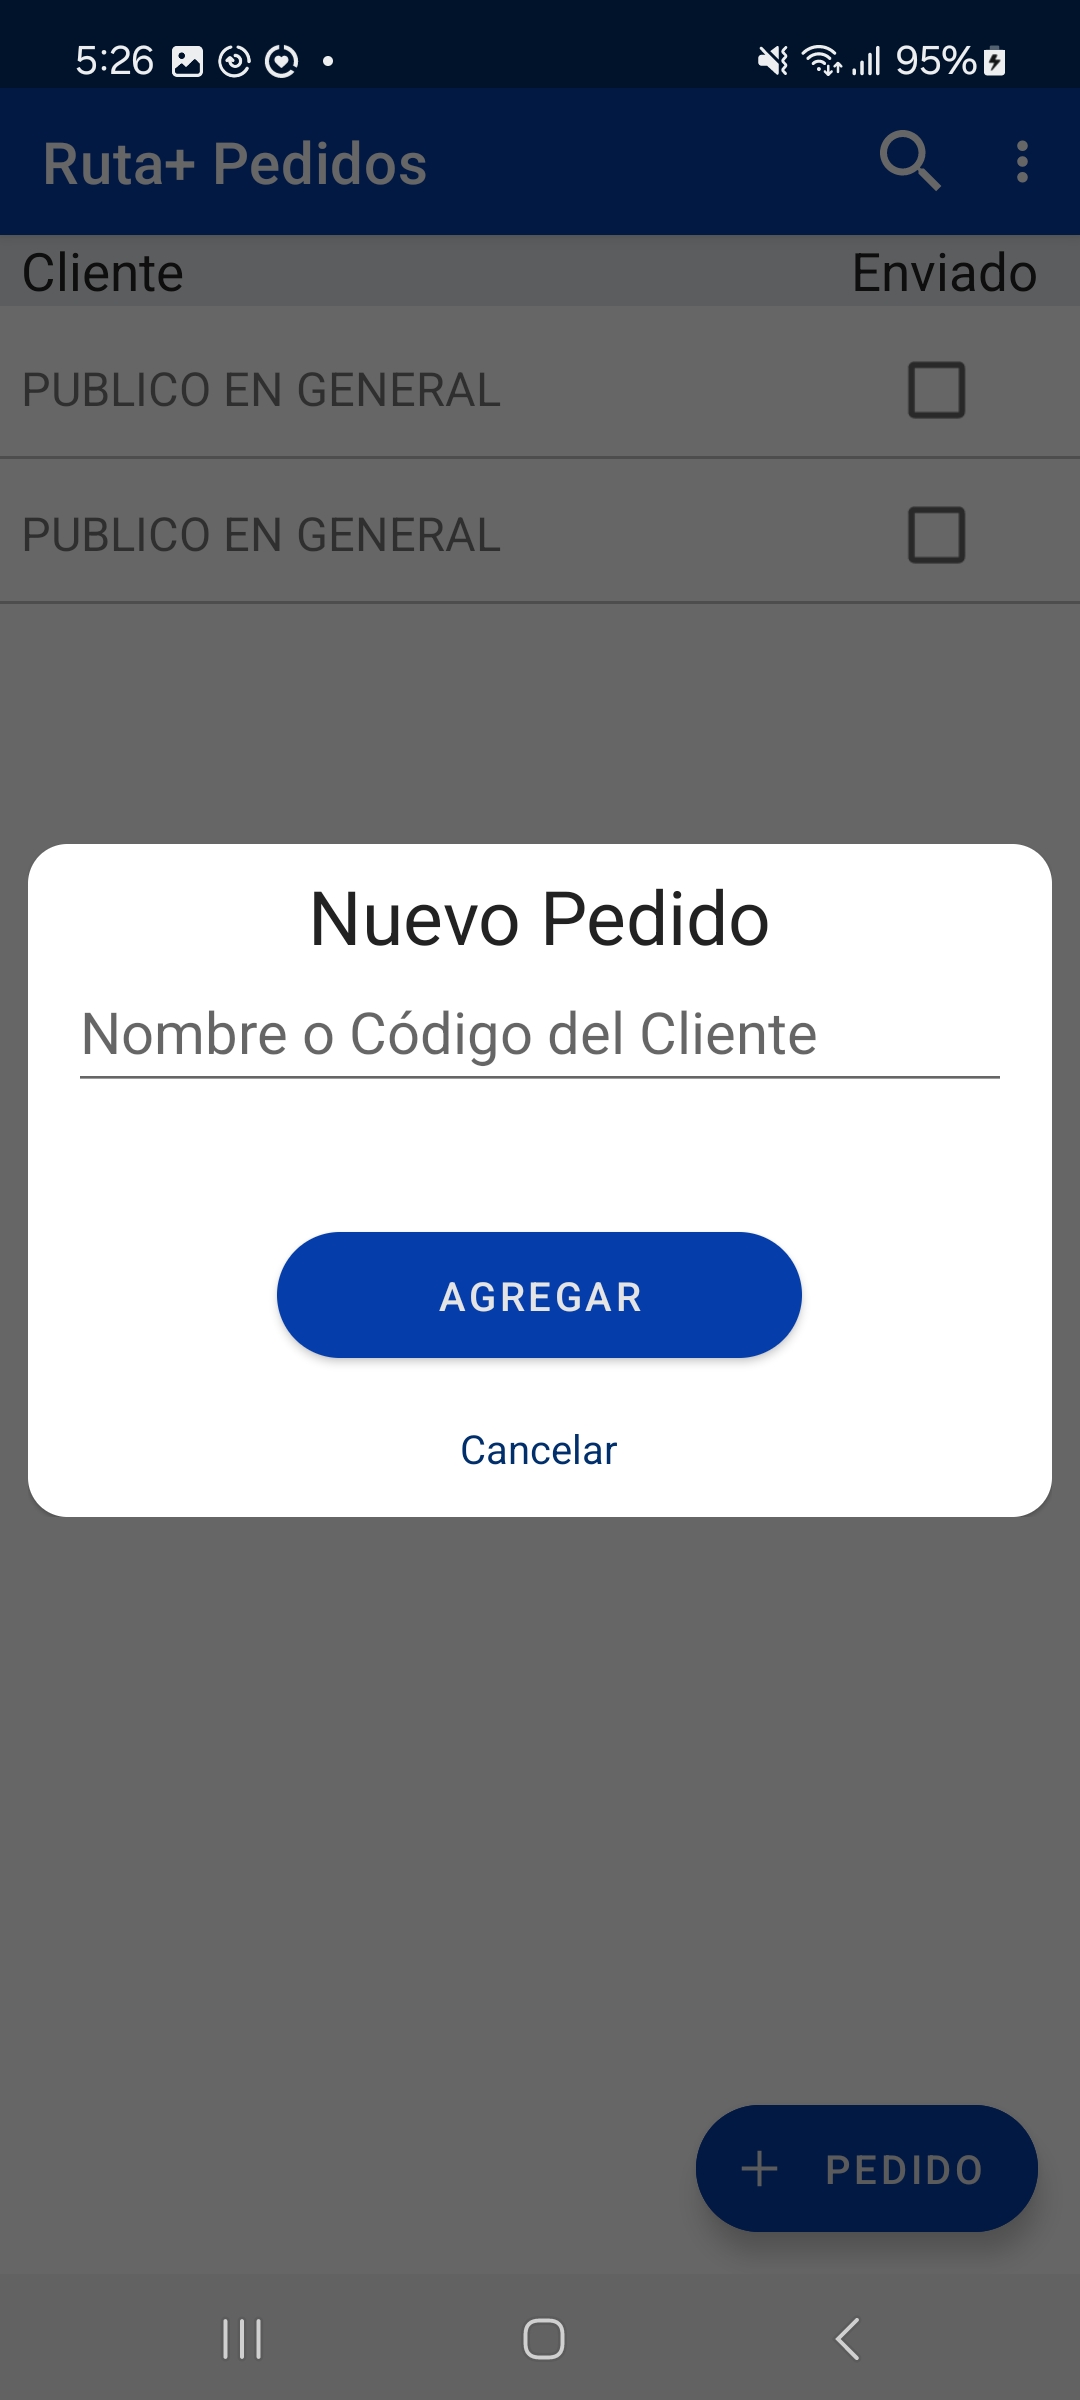 5:26 95%
Ruta+ Pedidos
Cliente Enviado
PUBLICO EN GENERAL
PUBLICO EN GENERAL
Nuevo Pedido
Nombre o Código del Cliente
AGREGAR
Cancelar
+ PEDIDO